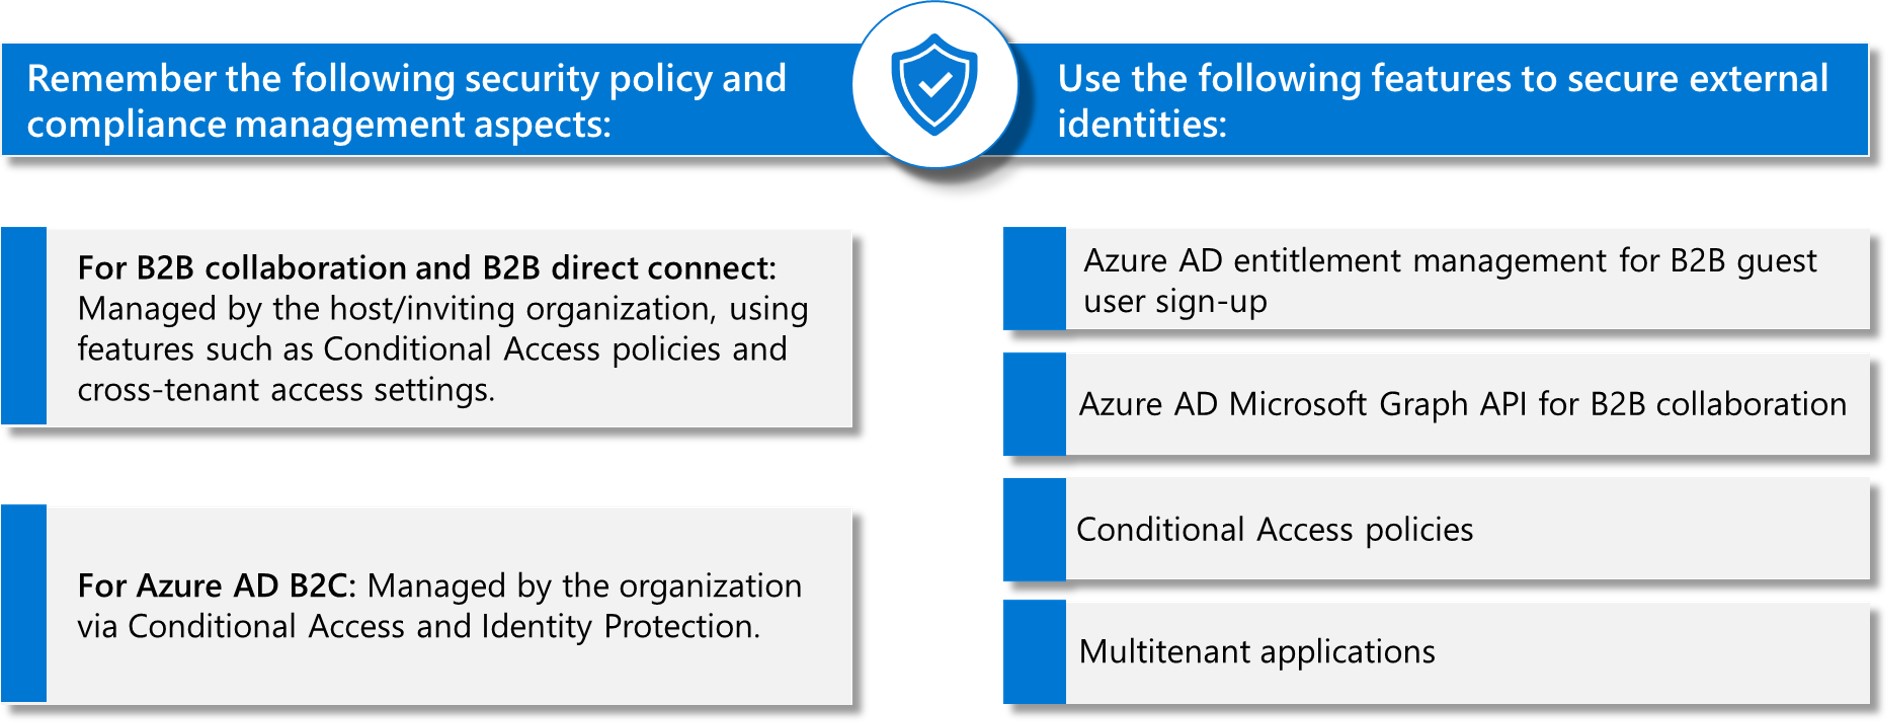 Remember the following security policy and
compliance management aspects:
Use the following features to secure external
identities:
For B2B collaboration and B2B direct connect:
Managed by the host/inviting organization, using
features such as Conditional Access policies and
cross-tenant access settings.
For Azure AD B2C: Managed by the organization
via Conditional Access and Identity Protection.
Azure AD entitlement management for B2B guest
user sign-up
Azure AD Microsoft Graph API for B2B collaboration
Conditional Access policies
Multitenant applications